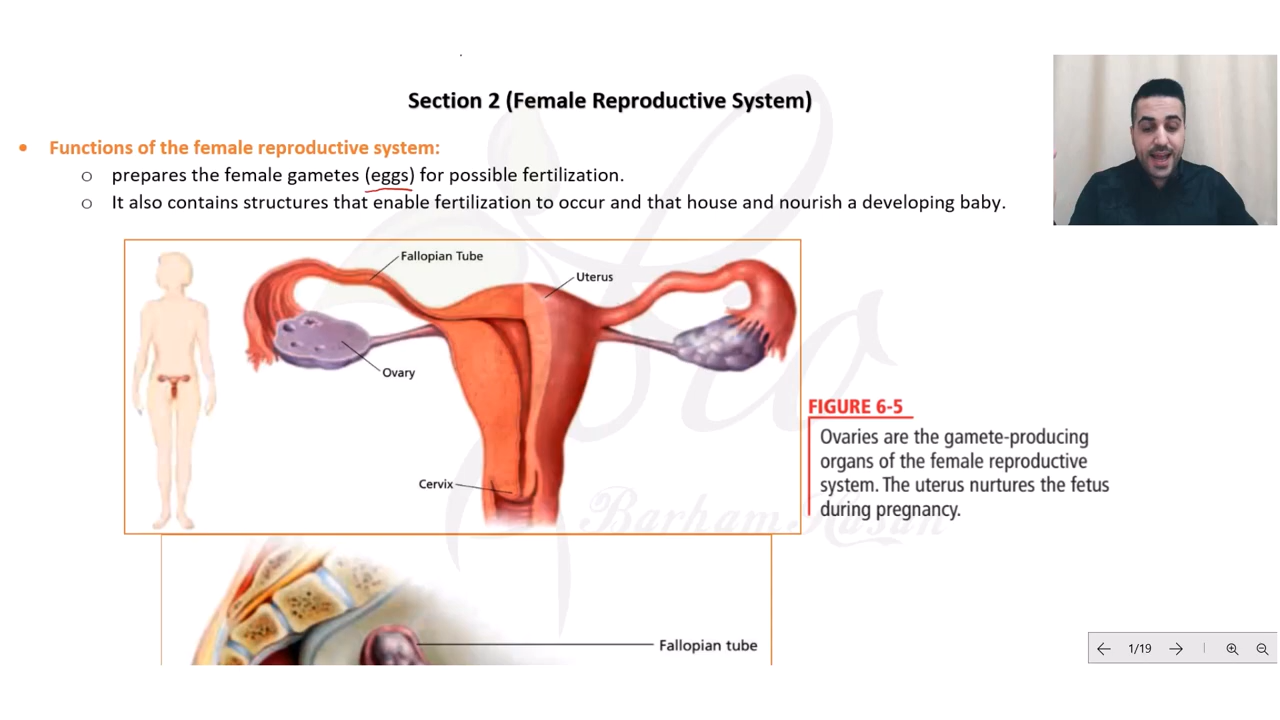 Section 2 (Female Reproductive System)
• Functions of the female reproductive system:
o prepares the female gametes (eggs) for possible fertilization.
o It also contains structures that enable fertilization to occur and that house and nourish a developing baby.
Fallopian Tube
Uterus
Ovary
Cervix
FIGURE 6-5
Ovaries are the gamete-producing
organs of the female reproductive
system. The uterus nurtures the fetus
during pregnancy.
Bio
Barham Hasan
Fallopian tube
1/19